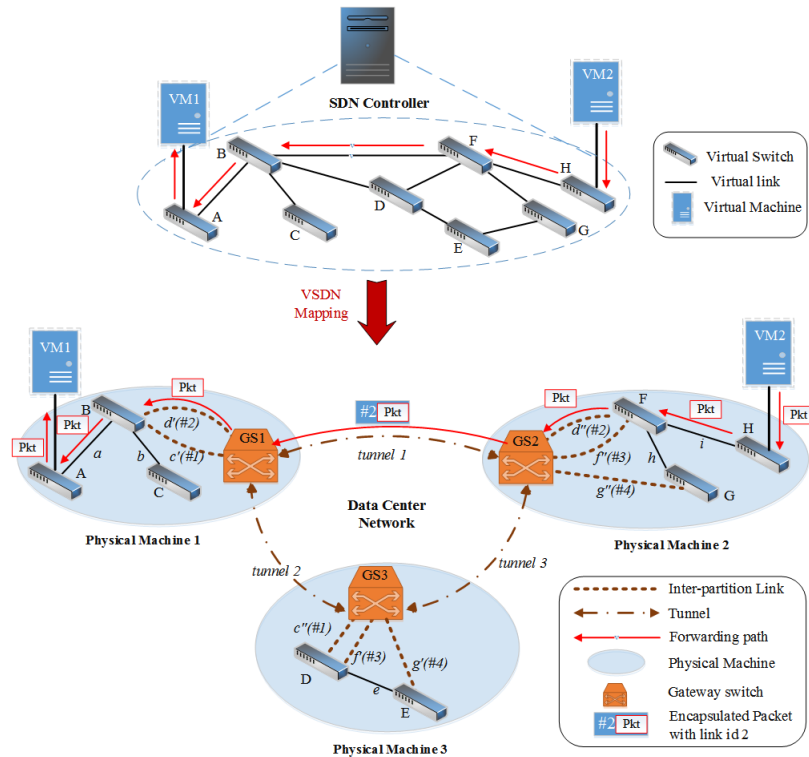 VM1
VM2
SDN Controller
B
F
H
A
C
D
E
G
Virtual Switch
Virtual link
Virtual Machine
VSDN
Mapping
VM1
VM2
Pkt
B
d'(#2)
Pkt
Pkt
a
b
c'(#1)
GS1
A
C
Physical Machine 1
#2 Pkt
tunnel 1
Data Center
Network
tunnel 2
tunnel 3
Pkt
F
Pkt
Pkt
d''(#2)
GS2
f''(#3)
h
i
H
g''(#4)
G
Physical Machine 2
GS3
c''(#1)
f'(#3)
g'(#4)
D
e
E
Physical Machine 3
Inter-partition Link
Tunnel
Forwarding path
Physical Machine
Gateway switch
#2 Pkt
Encapsulated Packet
with link id 2